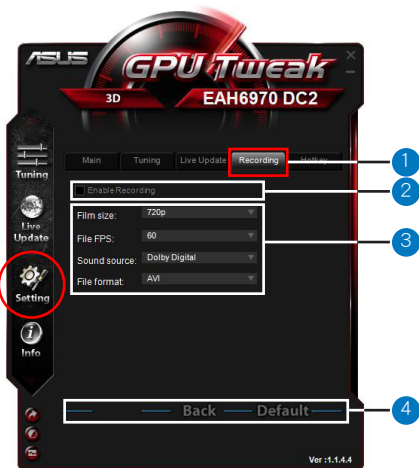 ASUS
GPU Tweak
3D
EAH6970 DC2
Tuning
Live
Update
Setting
Info
Main Tuning Live Update Recording Hotkey
Enable Recording
Film size: 720p
File FPS: 60
Sound source: Dolby Digital
File format: AVI
Back Default
Ver :1.1.4.4
1
2
3
4